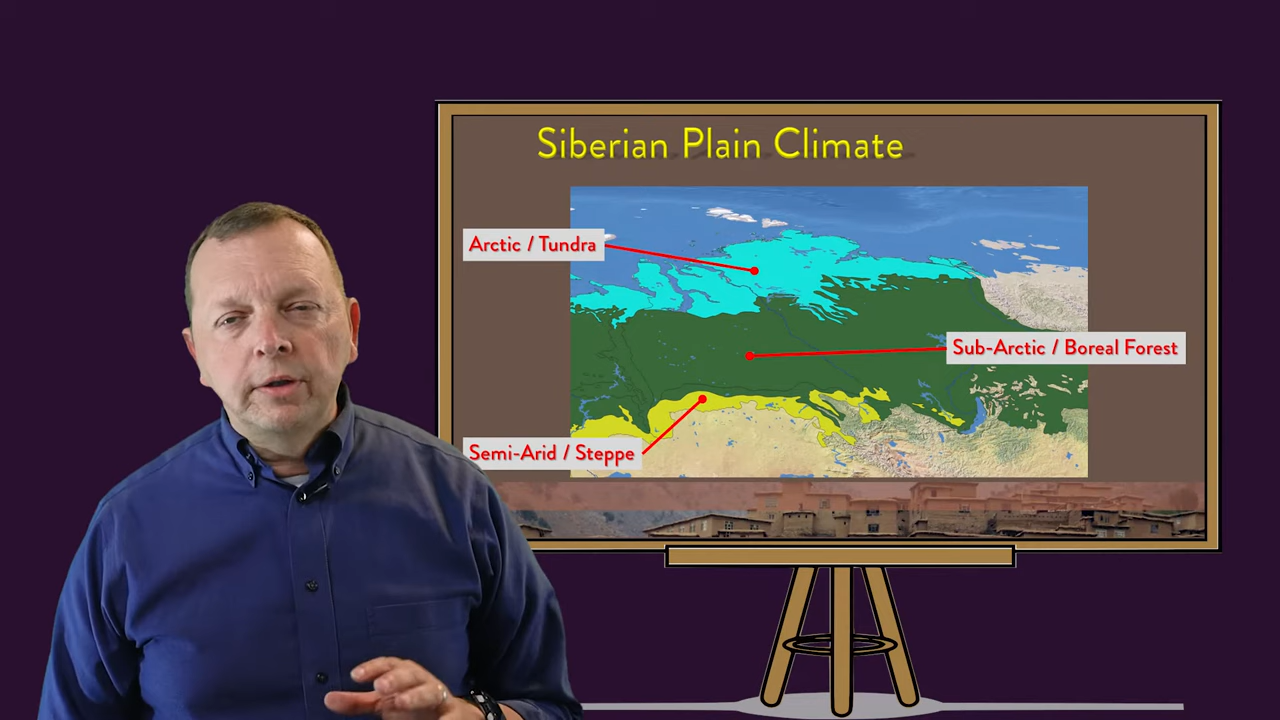 Siberian Plain Climate
Arctic / Tundra
Sub-Arctic / Boreal Forest
Semi-Arid / Steppe